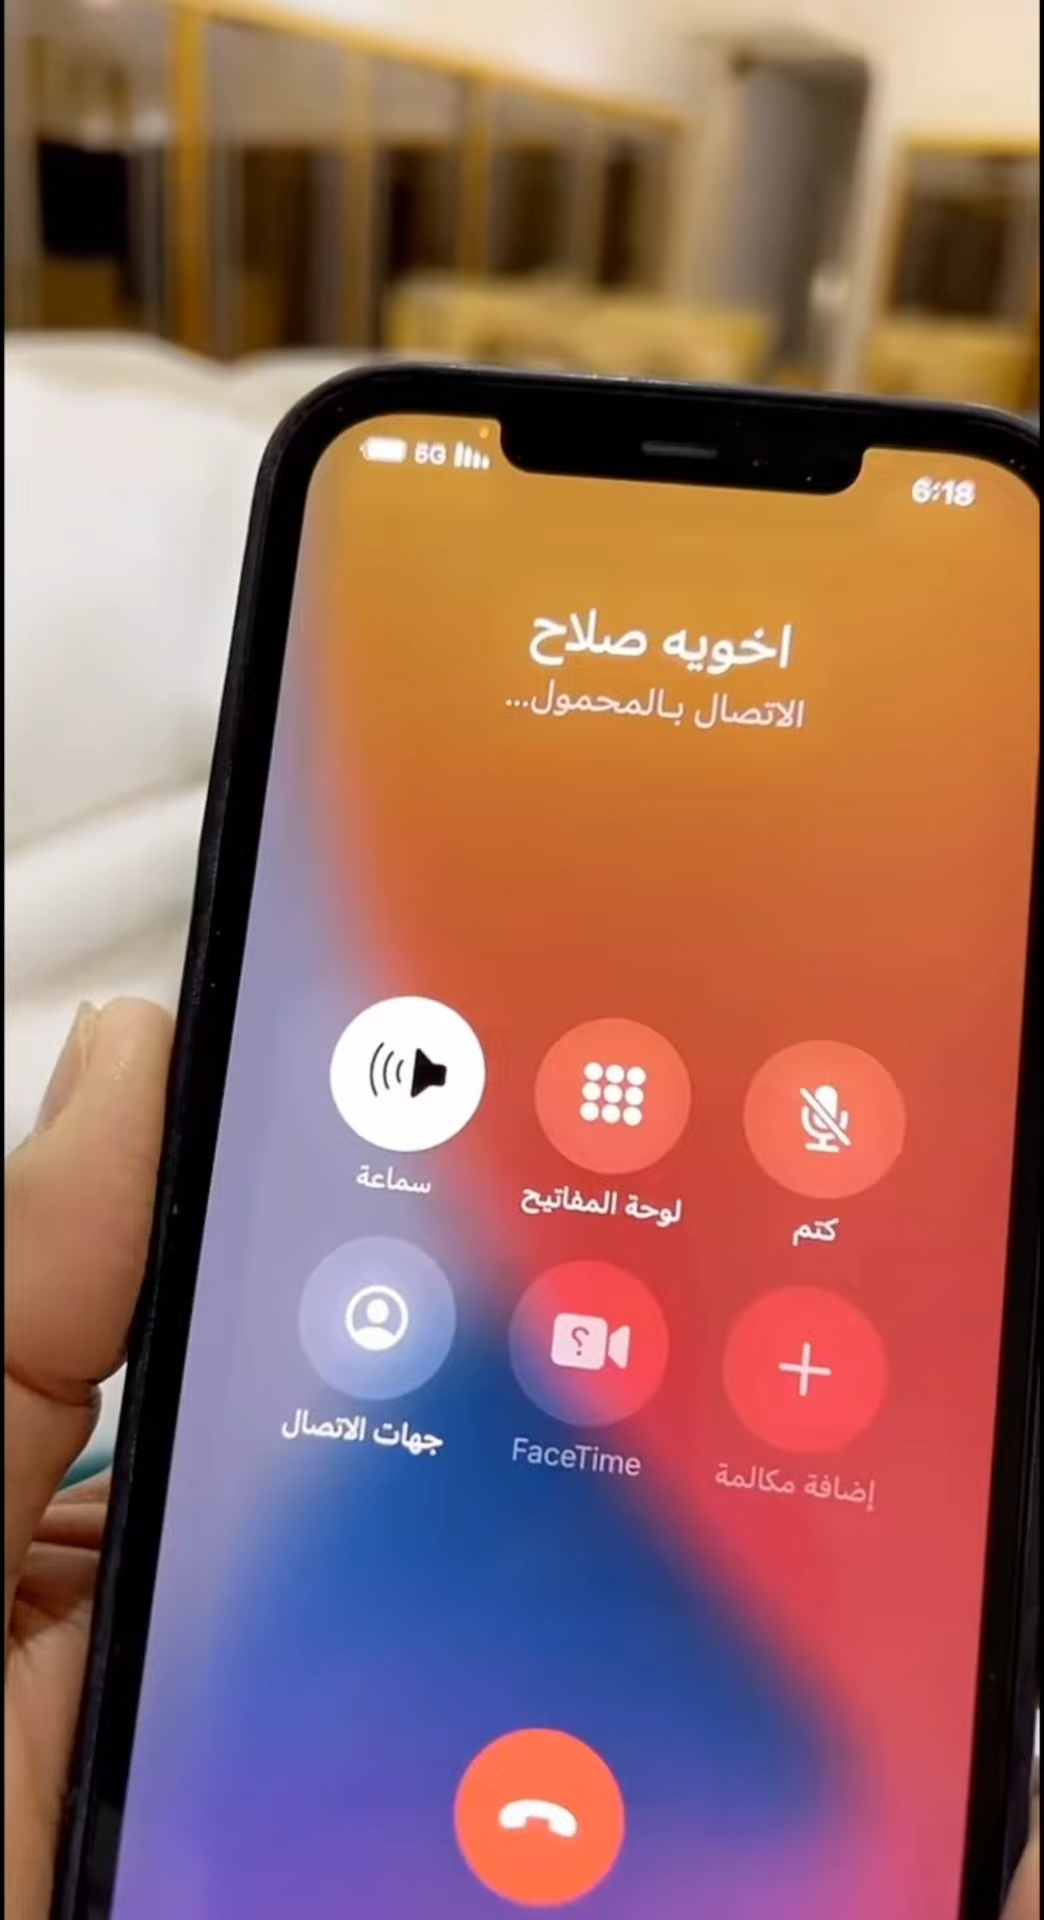 6:18
5G
اخويه صلاح
الاتصال بالمحمول...
كتم
لوحة المفاتيح
سماعة
إضافة مكالمة
FaceTime
جهات الاتصال